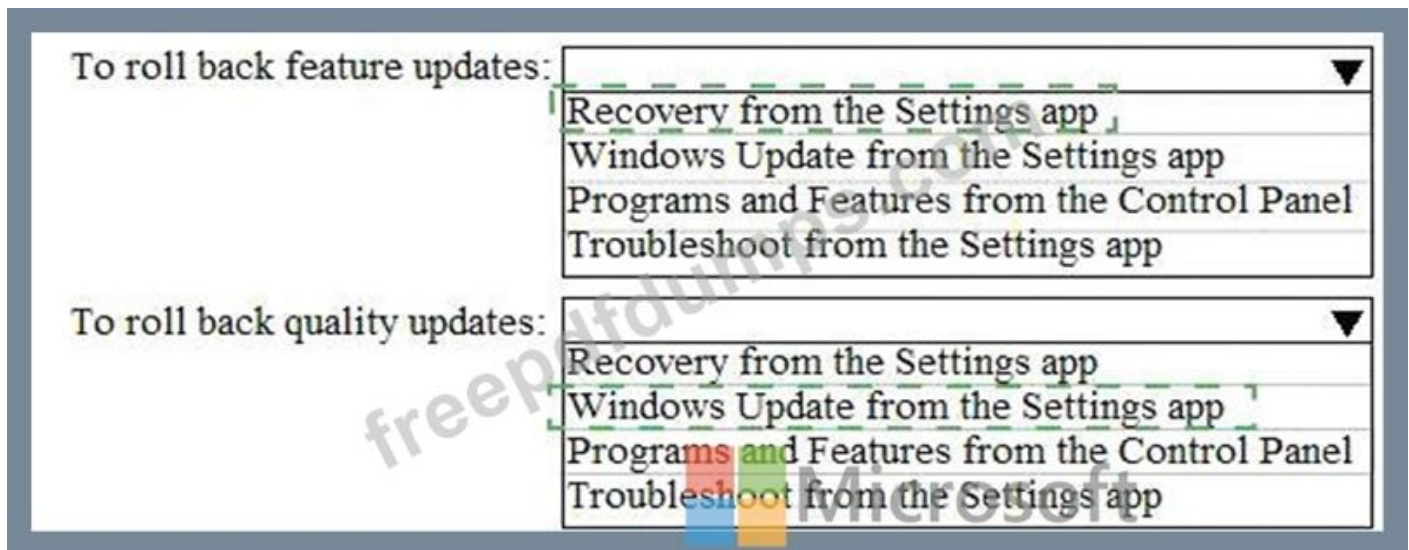 To roll back feature updates:
Recovery from the Settings app
Windows Update from the Settings app
Programs and Features from the Control Panel
Troubleshoot from the Settings app
To roll back quality updates:
Recovery from the Settings app
Windows Update from the Settings app
Programs and Features from the Control Panel
Troubleshoot from the Settings app
freepdfdumps.com
Microsoft